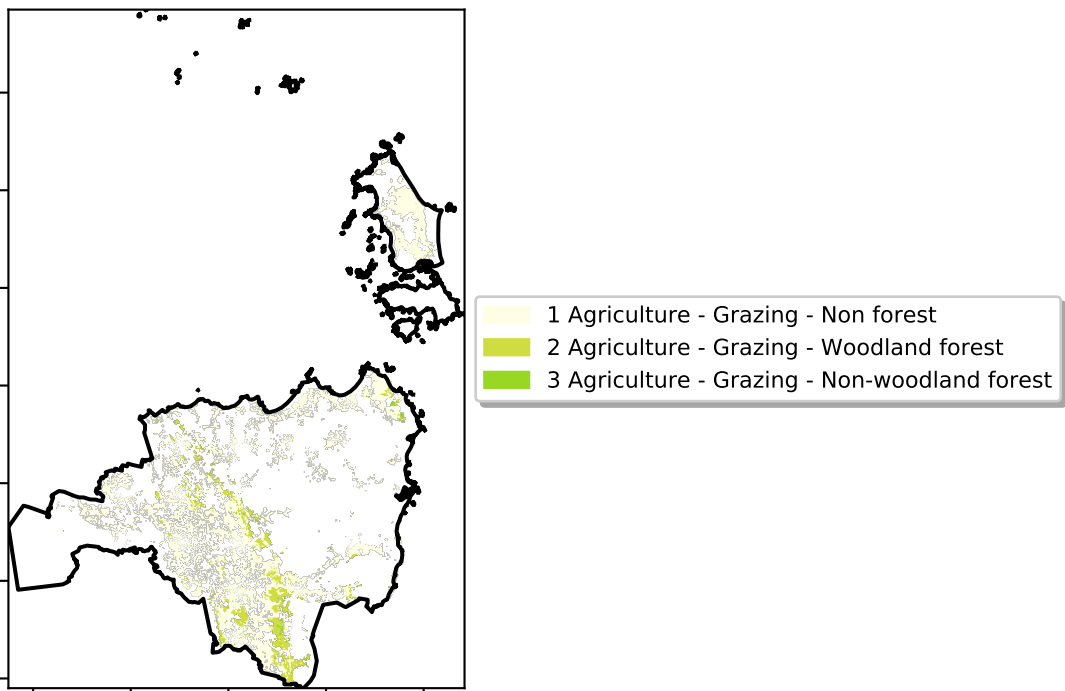 1 Agriculture - Grazing - Non forest
2 Agriculture - Grazing - Woodland forest
3 Agriculture - Grazing - Non-woodland forest